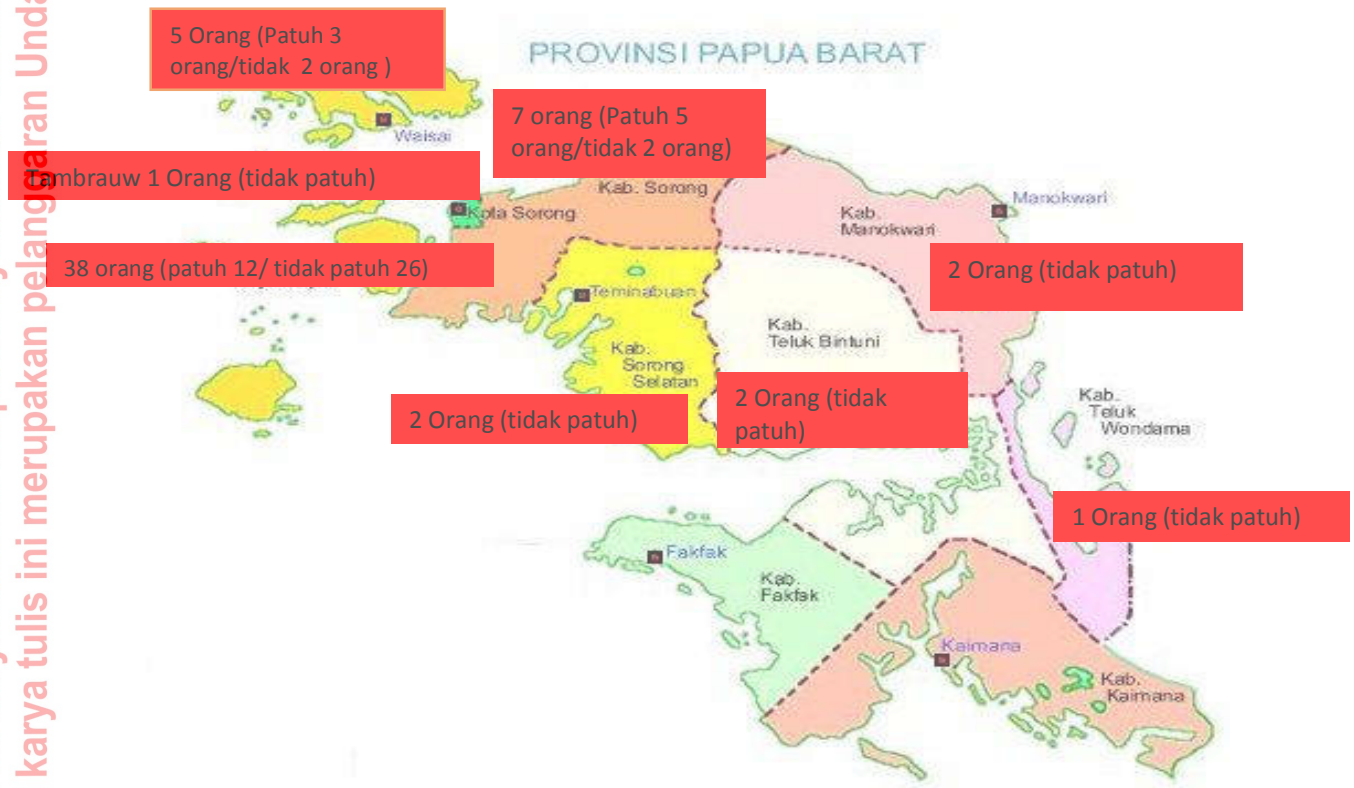 karya tulis ini merupakan pelanggaran Unda
PROVINSI PAPUA BARAT
5 Orang (Patuh 3
orang/tidak 2 orang )
Waisai
7 orang (Patuh 5
orang/tidak 2 orang)
Tambrauw 1 Orang (tidak patuh)
Kab. Sorong
Kota Sorong
Manokwari
Kab.
Manokwari
38 orang (patuh 12/ tidak patuh 26)
2 Orang (tidak patuh)
Teminabuan
Kab.
Teluk Bintuni
Kab.
Sorong
Selatan
2 Orang (tidak patuh)
2 Orang (tidak
patuh)
Kab.
Teluk
Wondama
1 Orang (tidak patuh)
Fakfak
Kab.
Fakfak
Kaimana
Kab.
Kaimana